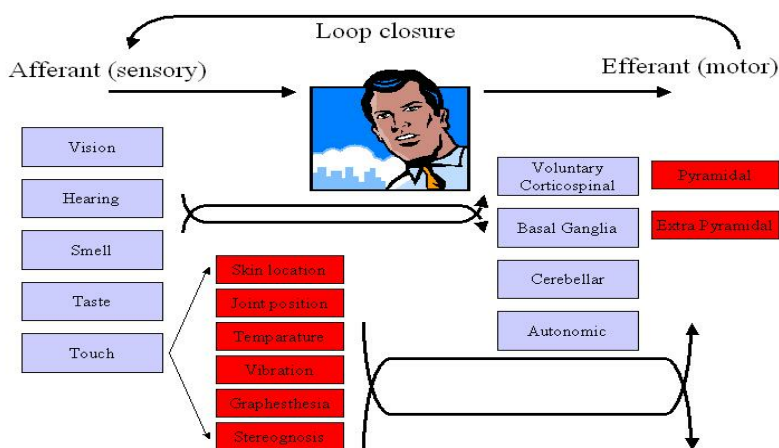 Loop closure
Afferant (sensory)
Efferant (motor)
Vision
Hearing
Smell
Taste
Touch
Skin location
Joint position
Temparature
Vibration
Graphesthesia
Stereognosis
Voluntary
Corticospinal
Basal Ganglia
Cerebellar
Autonomic
Pyramidal
Extra Pyramidal